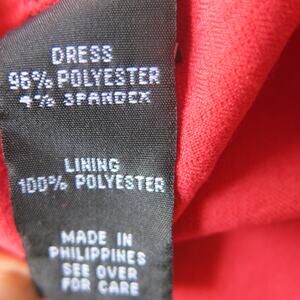 DRESS
96% POLYESTER
4% SPANDEX
LINING
100% POLYESTER
MADE IN
PHILIPPINES
SEE OVER
FOR CARE